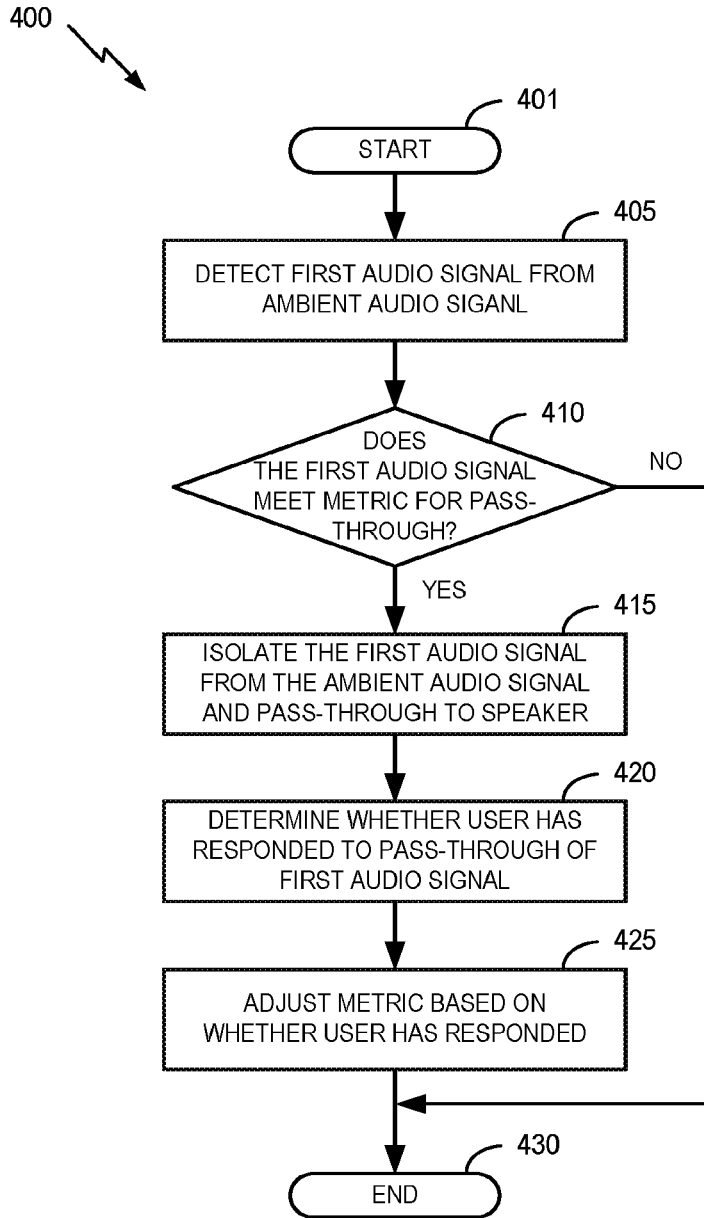 400
401
START
405
DETECT FIRST AUDIO SIGNAL FROM
AMBIENT AUDIO SIGANL
410
DOES
THE FIRST AUDIO SIGNAL
MEET METRIC FOR PASS-
THROUGH?
NO
YES
415
ISOLATE THE FIRST AUDIO SIGNAL
FROM THE AMBIENT AUDIO SIGNAL
AND PASS-THROUGH TO SPEAKER
420
DETERMINE WHETHER USER HAS
RESPONDED TO PASS-THROUGH OF
FIRST AUDIO SIGNAL
425
ADJUST METRIC BASED ON
WHETHER USER HAS RESPONDED
430
END